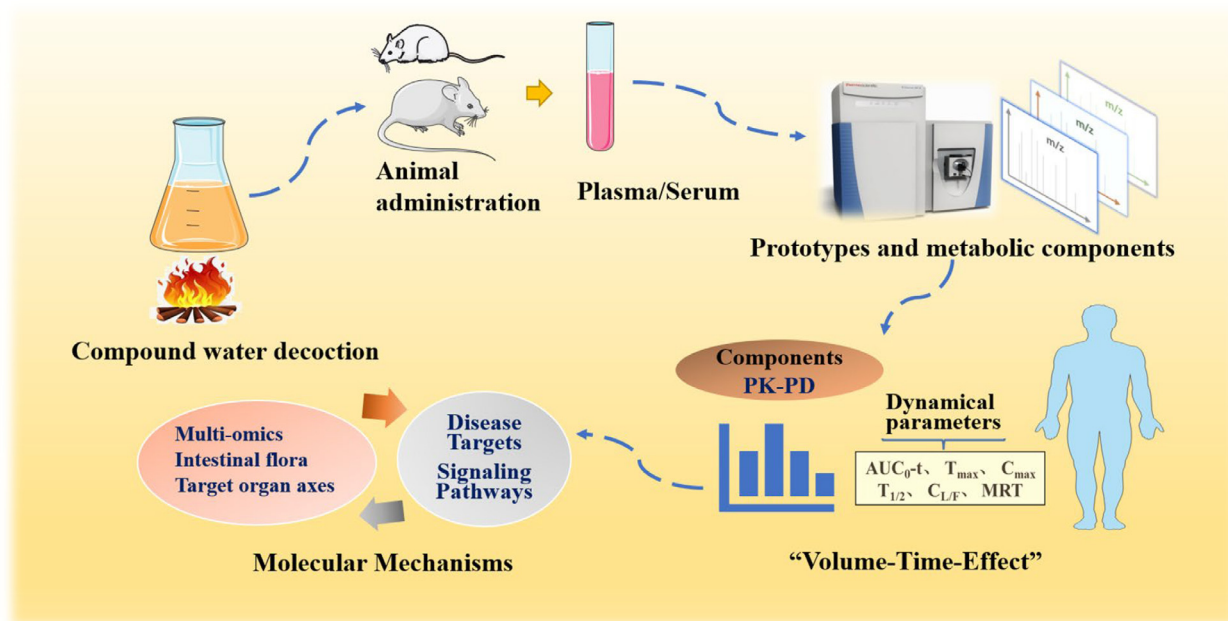 Compound water decoction
Animal
administration
Plasma/Serum
m/z
m/z
m/z
Prototypes and metabolic components
Components
PK-PD
Dynamical
parameters
AUC₀-t、 Tₘₐₓ、 Cₘₐₓ
T₁/₂、 C_L/F、 MRT
“Volume-Time-Effect”
Disease
Targets
Signaling
Pathways
Multi-omics
Intestinal flora
Target organ axes
Molecular Mechanisms